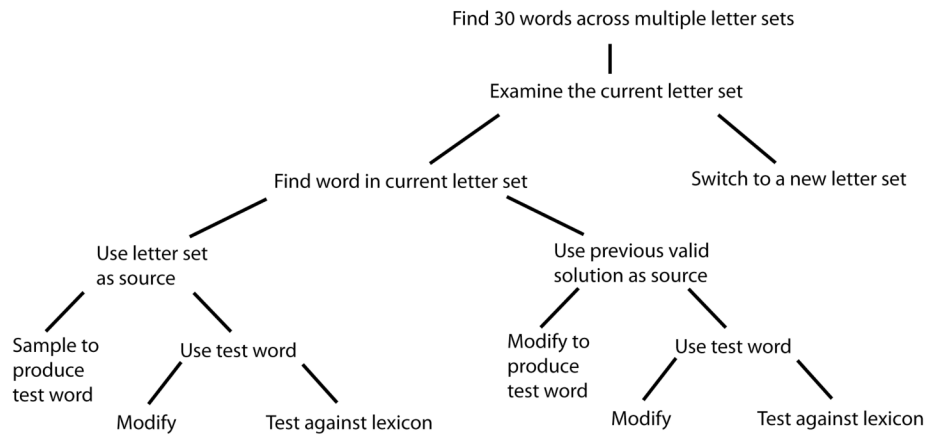 Find 30 words across multiple letter sets
Examine the current letter set
Find word in current letter set
Switch to a new letter set
Use letter set
as source
Use previous valid
solution as source
Sample to
produce
test word
Use test word
Modify to
produce
test word
Use test word
Modify
Test against lexicon
Modify
Test against lexicon